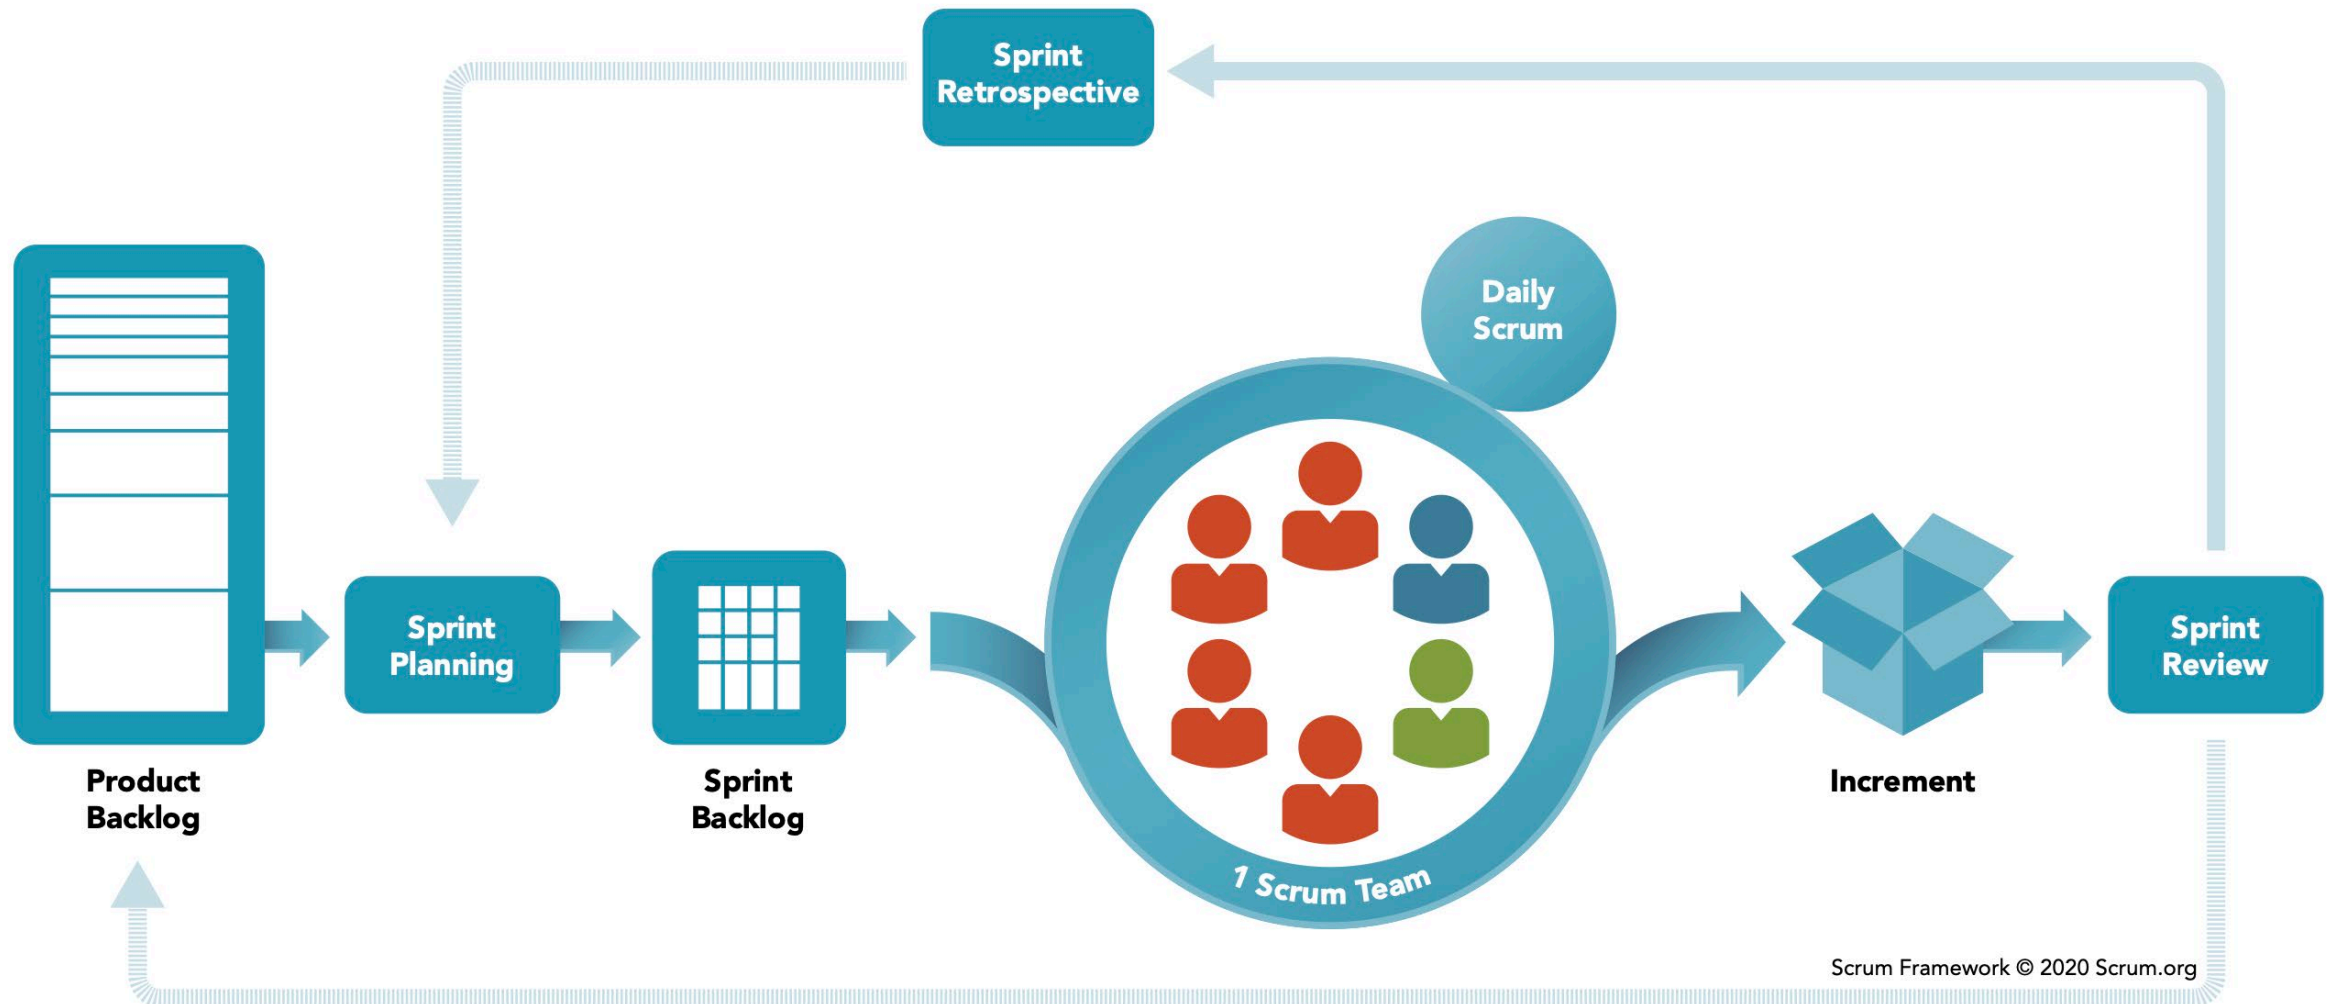 Sprint
Retrospective
Daily
Scrum
Sprint
Planning
Sprint
Review
Product
Backlog
Sprint
Backlog
Increment
1 Scrum Team
Scrum Framework © 2020 Scrum.org